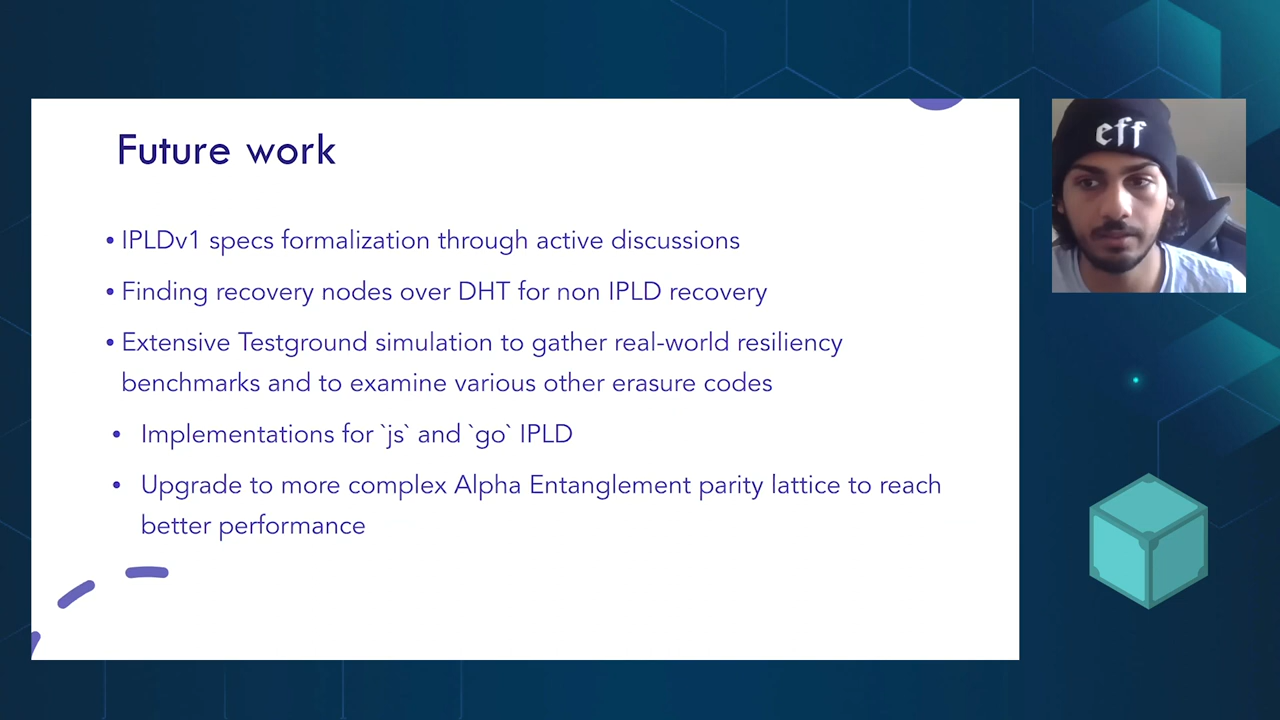 Future work
• IPLDv1 specs formalization through active discussions
• Finding recovery nodes over DHT for non IPLD recovery
• Extensive Testground simulation to gather real-world resiliency
benchmarks and to examine various other erasure codes
• Implementations for `js` and `go` IPLD
• Upgrade to more complex Alpha Entanglement parity lattice to reach
better performance
eff